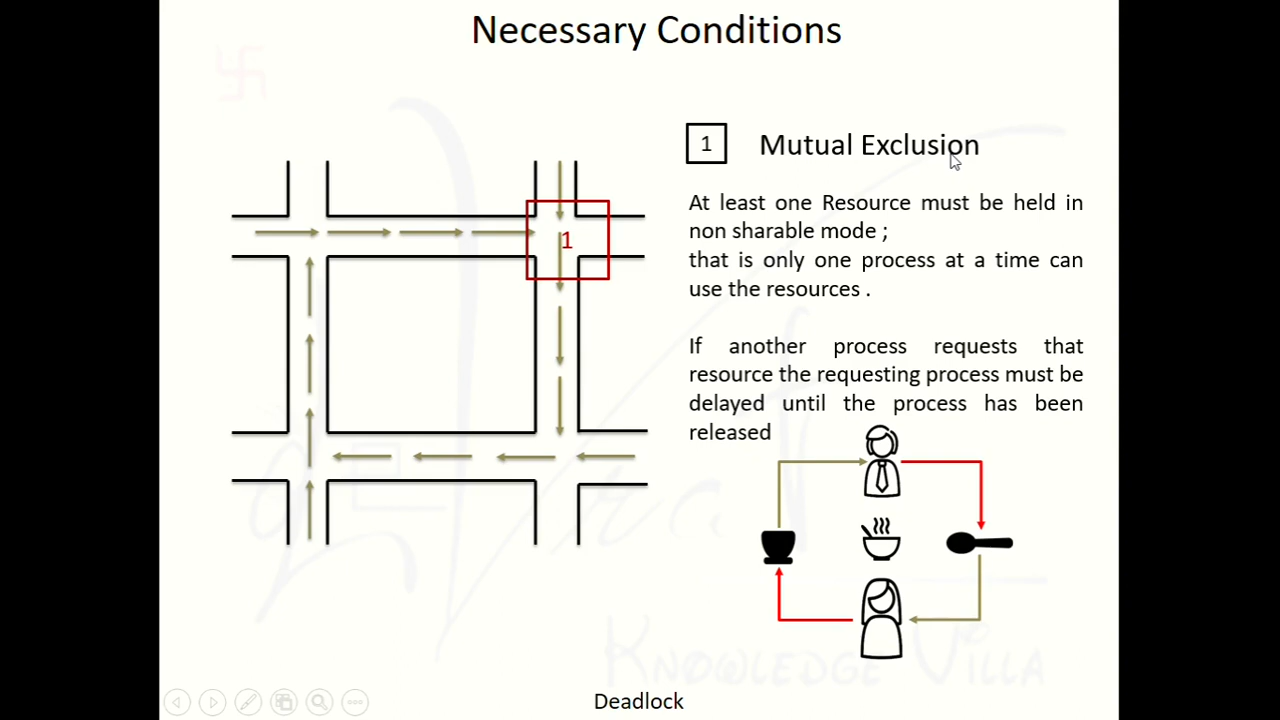 Necessary Conditions
1 Mutual Exclusion
At least one Resource must be held in
non sharable mode ;
that is only one process at a time can
use the resources .
If another process requests that
resource the requesting process must be
delayed until the process has been
released
1
KNOWLEDGE VILLA
Deadlock